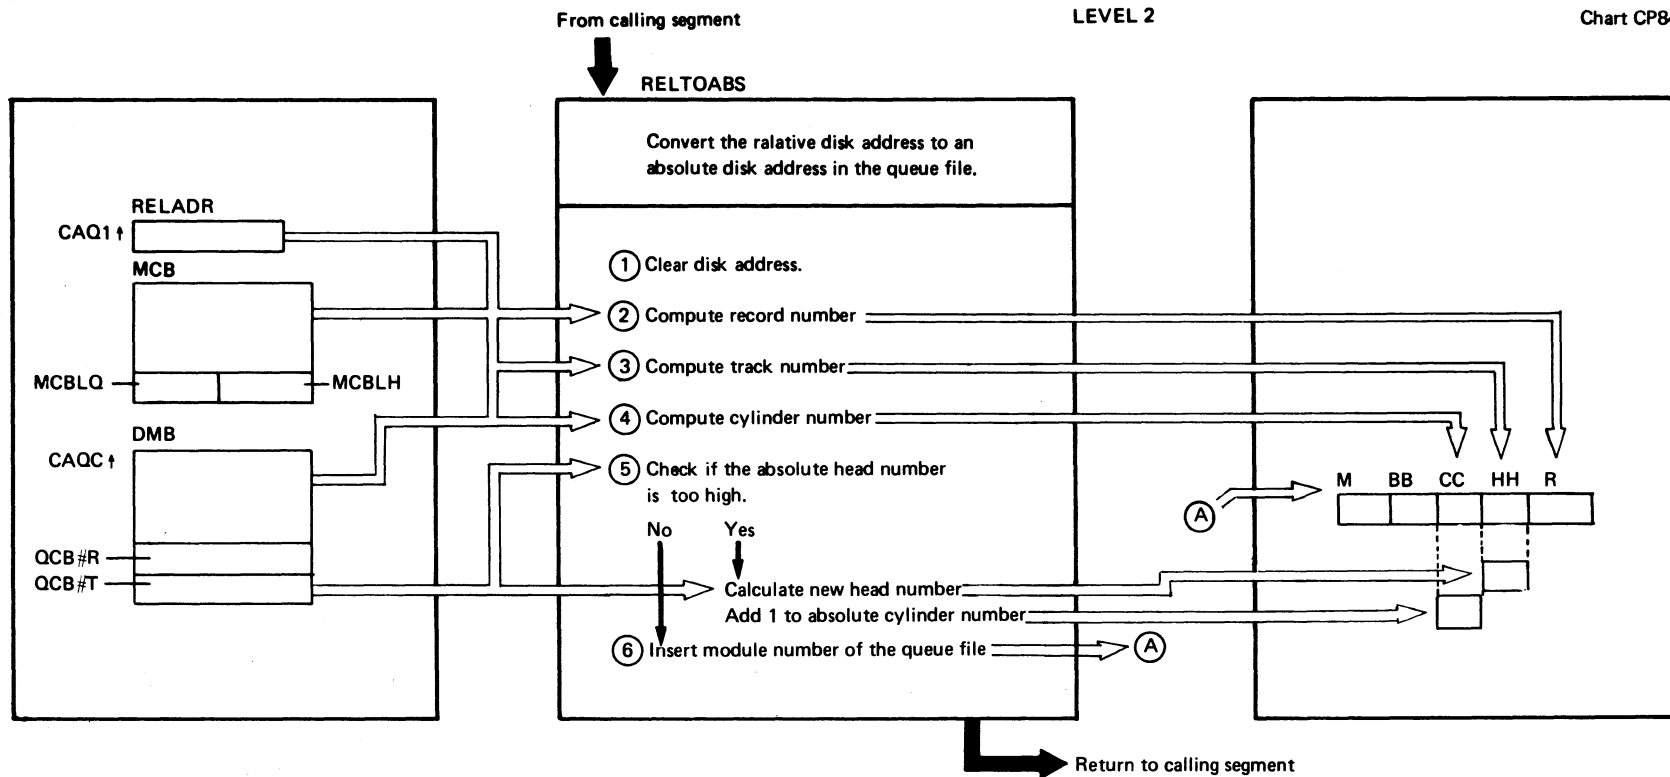 From calling segment
LEVEL 2
Chart CP8
RELTOABS
Convert the ralative disk address to an
absolute disk address in the queue file.
RELADR
CAQ1↑
MCB
MCBLQ
MCBLH
DMB
CAQC↑
QCB#R
QCB#T
1 Clear disk address.
2 Compute record number
3 Compute track number
4 Compute cylinder number
5 Check if the absolute head number
is too high.
No Yes
Calculate new head number
Add 1 to absolute cylinder number
6 Insert module number of the queue file
A
A
M BB CC HH R
Return to calling segment